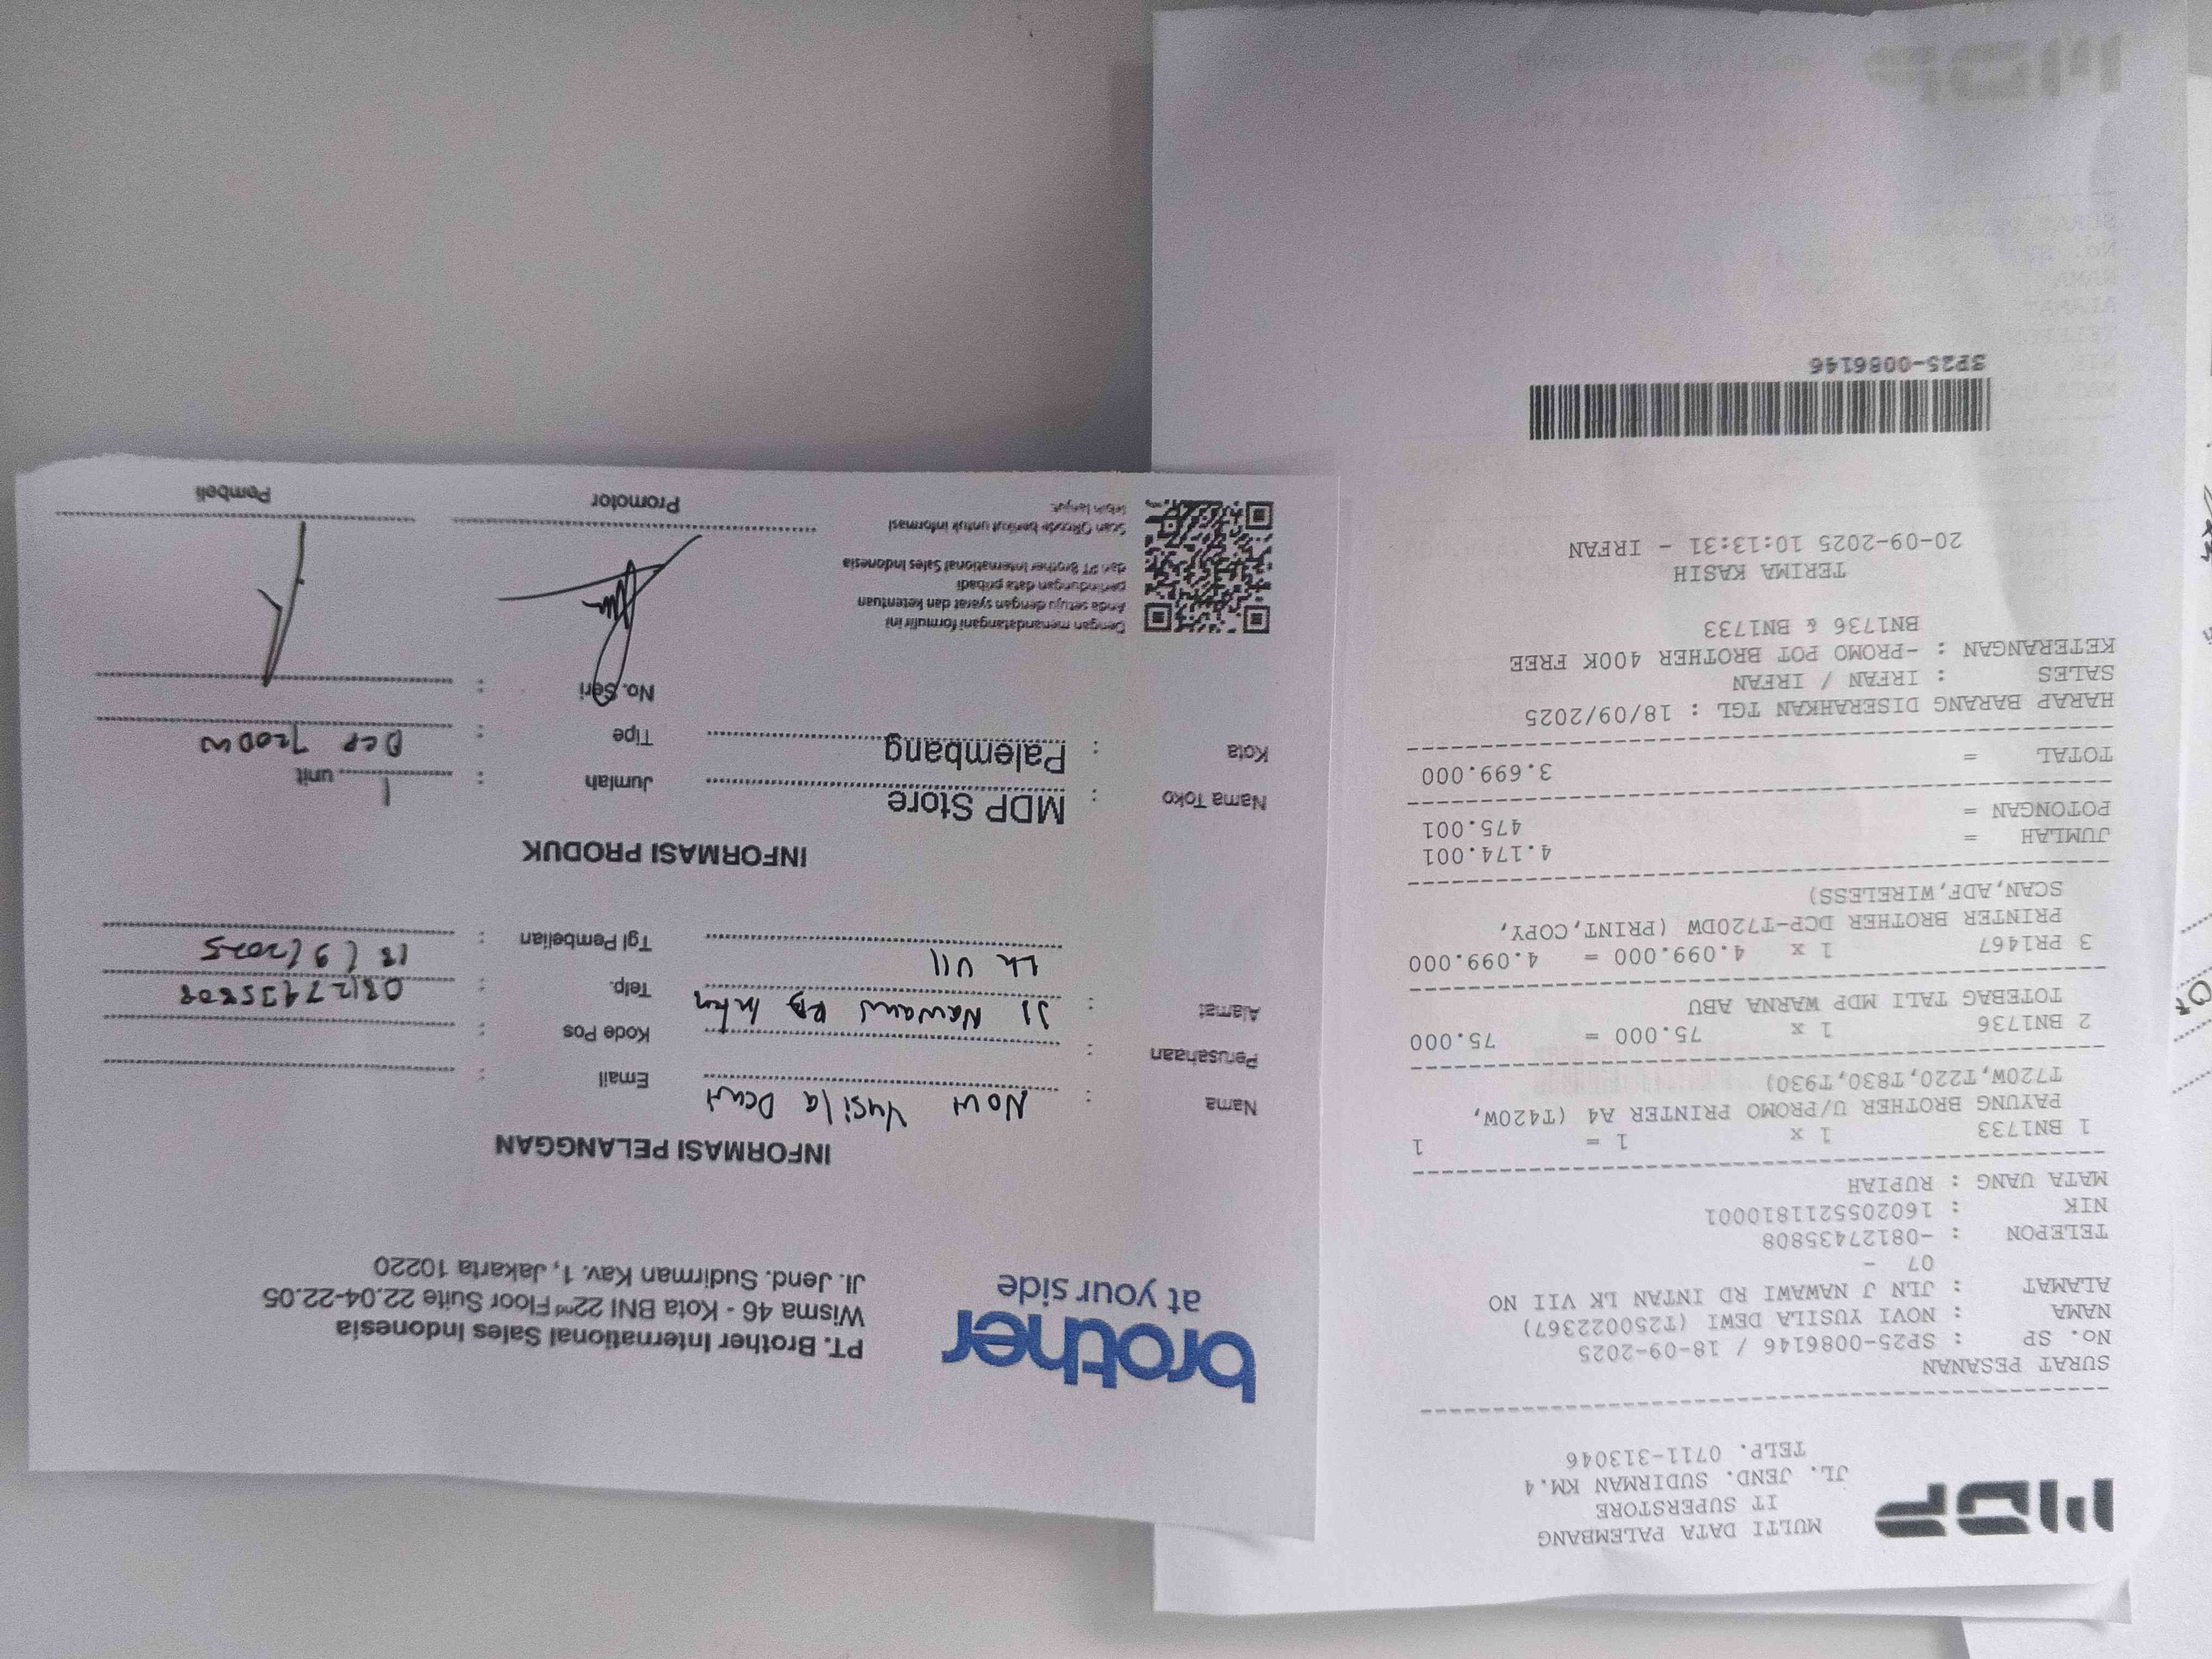 MDP
MULTI DATA PALEMBANG
IT SUPERSTORE
JL. JEND. SUDIRMAN KM.4
TELP. 0711-313046
SURAT PESANAN
No. SP : SP25-0086146 / 18-09-2025
NAMA : NOVI YUSILA DEWI (T25002367)
ALAMAT : JLN J NAWAWI RD INTAN LK VII NO
07 -
TELEPON : -08127435808
NIK : 1602055211810001
MATA UANG : RUPIAH
1 BN1733 1 x 1 = 1
PAYUNG BROTHER U/PROMO PRINTER A4 (T420W,
T720W,T220,T830,T930)
2 BN1736 1 x 75.000 = 75.000
TOTEBAG TALI MDP WARNA ABU
3 PR1467 1 x 4.099.000 = 4.099.000
PRINTER BROTHER DCP-T720DW (PRINT,COPY,
SCAN,ADF,WIRELESS)
JUMLAH = 4.174.001
POTONGAN = 475.001
TOTAL = 3.699.000
HARAP BARANG DISERAHKAN TGL : 18/09/2025
SALES : IRFAN / IRFAN
KETERANGAN : -PROMO POT BROTHER 400K FREE
BN1736 & BN1733
TERIMA KASIH
20-09-2025 10:13:31 - IRFAN
SP25-0086146
brother
at your side
PT. Brother International Sales Indonesia
Wisma 46 - Kota BNI 22nd Floor Suite 22.04-22.05
Jl. Jend. Sudirman Kav. 1, Jakarta 10220
INFORMASI PELANGGAN
Nama : Novi Yusila Dewi
Email :
Perusahaan :
Kode Pos
Alamat : Jl Nawawi RD Intan
LK VII
Telp. : 08127435808
Tgl Pembelian : 18/9/2025
INFORMASI PRODUK
Nama Toko : MDP Store
Jumlah : 1 unit
Kota : Palembang
Tipe : DCP T720DW
No. Seri :
Dengan menandatangani formulir ini
Anda setuju dengan syarat dan ketentuan
perlindungan data pribadi
dan PT Brother International Sales Indonesia
Scan QRcode berikut untuk informasi
lebih lanjut.
Promotor
Pembeli